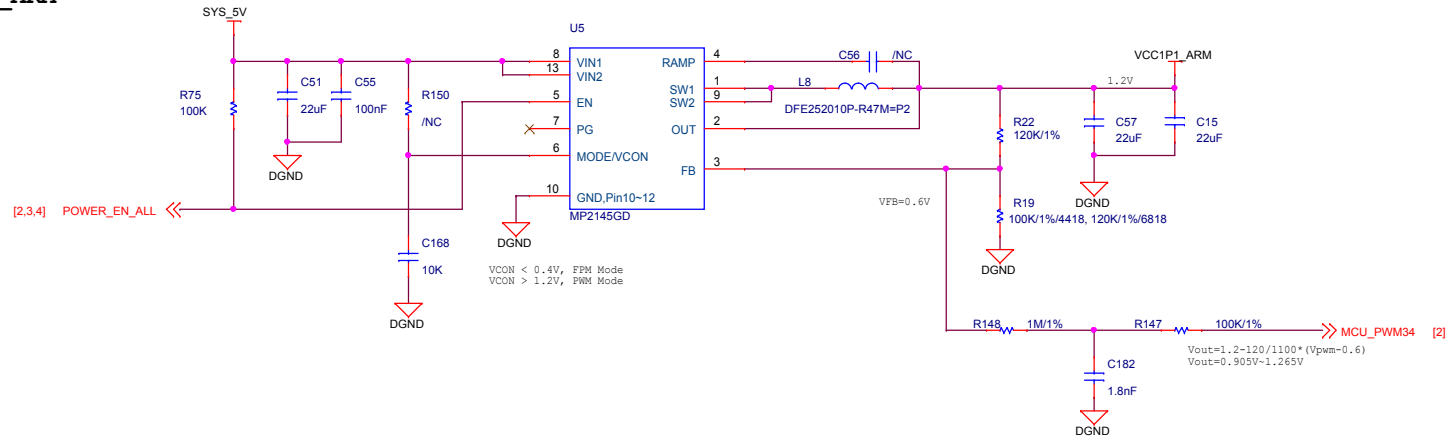 SYS_5V
U5
8 VIN1
13 VIN2
5 EN
7 PG
6 MODE/VCON
10 GND,Pin10~12
MP2145GD
RAMP 4
SW1 1
SW2 9
OUT 2
FB 3
R75
100K
C51
22uF
C55
100nF
R150
/NC
DGND
[2,3,4] POWER_EN_ALL
C168
10K
DGND
DGND
VCON < 0.4V, FPM Mode
VCON > 1.2V, PWM Mode
C56 /NC
L8
DFE252010P-R47M=P2
VCC1P1_ARM
1.2V
R22
120K/1%
C57
22uF
C15
22uF
DGND
VFB=0.6V
R19
100K/1%/4418, 120K/1%/6818
DGND
R148 1M/1%
R147 100K/1%
MCU_PWM34 [2]
Vout=1.2-120/1100*(Vpwm-0.6)
Vout=0.905V~1.265V
C182
1.8nF
DGND